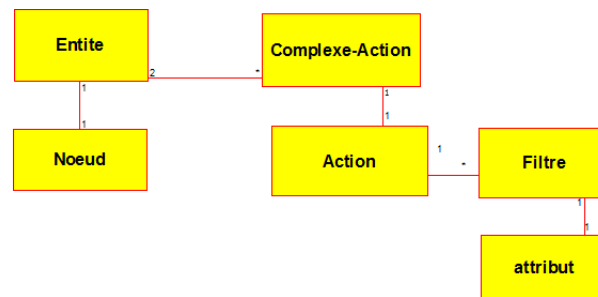 Entite
Complexe-Action
2
-
1
1
1
1
Noeud
Action
1
-
Filtre
1
1
attribut